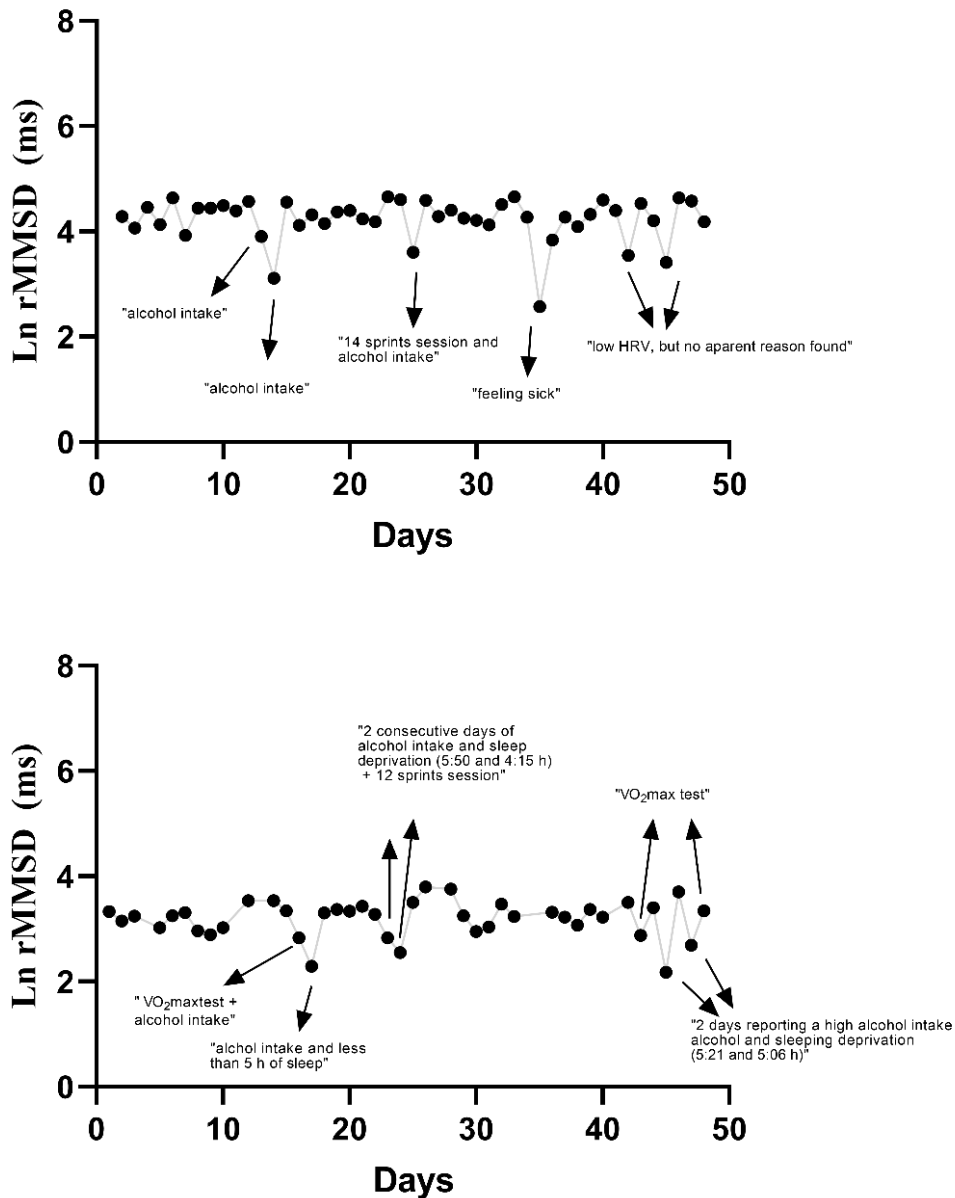 8
6
4
2
0
Ln rMMSD (ms)
"alcohol intake"
"alcohol intake"
"14 sprints session and
alcohol intake"
"feeling sick"
"low HRV, but no aparent reason found"
0 10 20 30 40 50
Days
8
6
4
2
0
Ln rMMSD (ms)
"2 consecutive days of
alcohol intake and sleep
deprivation (5:50 and 4:15 h)
+ 12 sprints session"
"VO₂max test"
" VO₂maxtest +
alcohol intake"
"alchol intake and less
than 5 h of sleep"
"2 days reporting a high alcohol intake
alcohol and sleeping deprivation
(5:21 and 5:06 h)"
0 10 20 30 40 50
Days